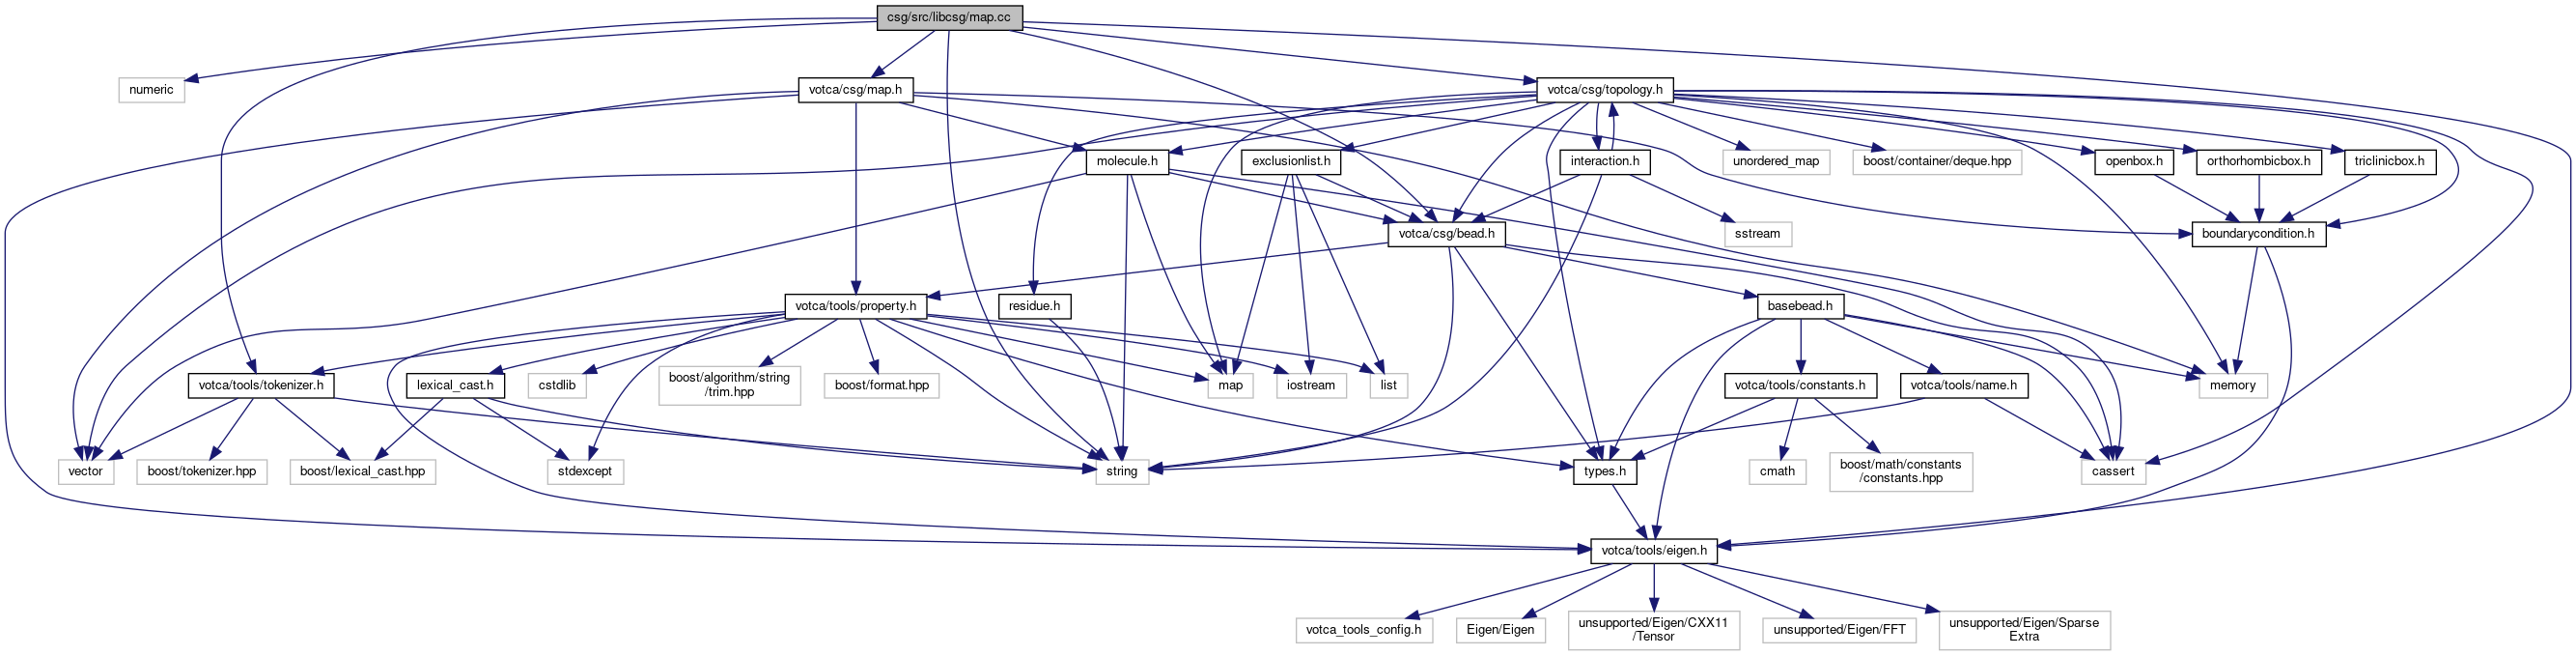 csg/src/libcsg/map.cc
numeric
votca/csg/map.h
votca/csg/topology.h
molecule.h
exclusionlist.h
interaction.h
unordered_map
boost/container/deque.hpp
openbox.h
orthorhombicbox.h
triclinicbox.h
votca/csg/bead.h
sstream
boundarycondition.h
votca/tools/property.h
residue.h
basebead.h
votca/tools/tokenizer.h
lexical_cast.h
cstdlib
boost/algorithm/string
/trim.hpp
boost/format.hpp
map
iostream
list
votca/tools/constants.h
votca/tools/name.h
memory
vector
boost/tokenizer.hpp
boost/lexical_cast.hpp
stdexcept
string
types.h
cmath
boost/math/constants
/constants.hpp
cassert
votca/tools/eigen.h
votca_tools_config.h
Eigen/Eigen
unsupported/Eigen/CXX11
/Tensor
unsupported/Eigen/FFT
unsupported/Eigen/Sparse
Extra